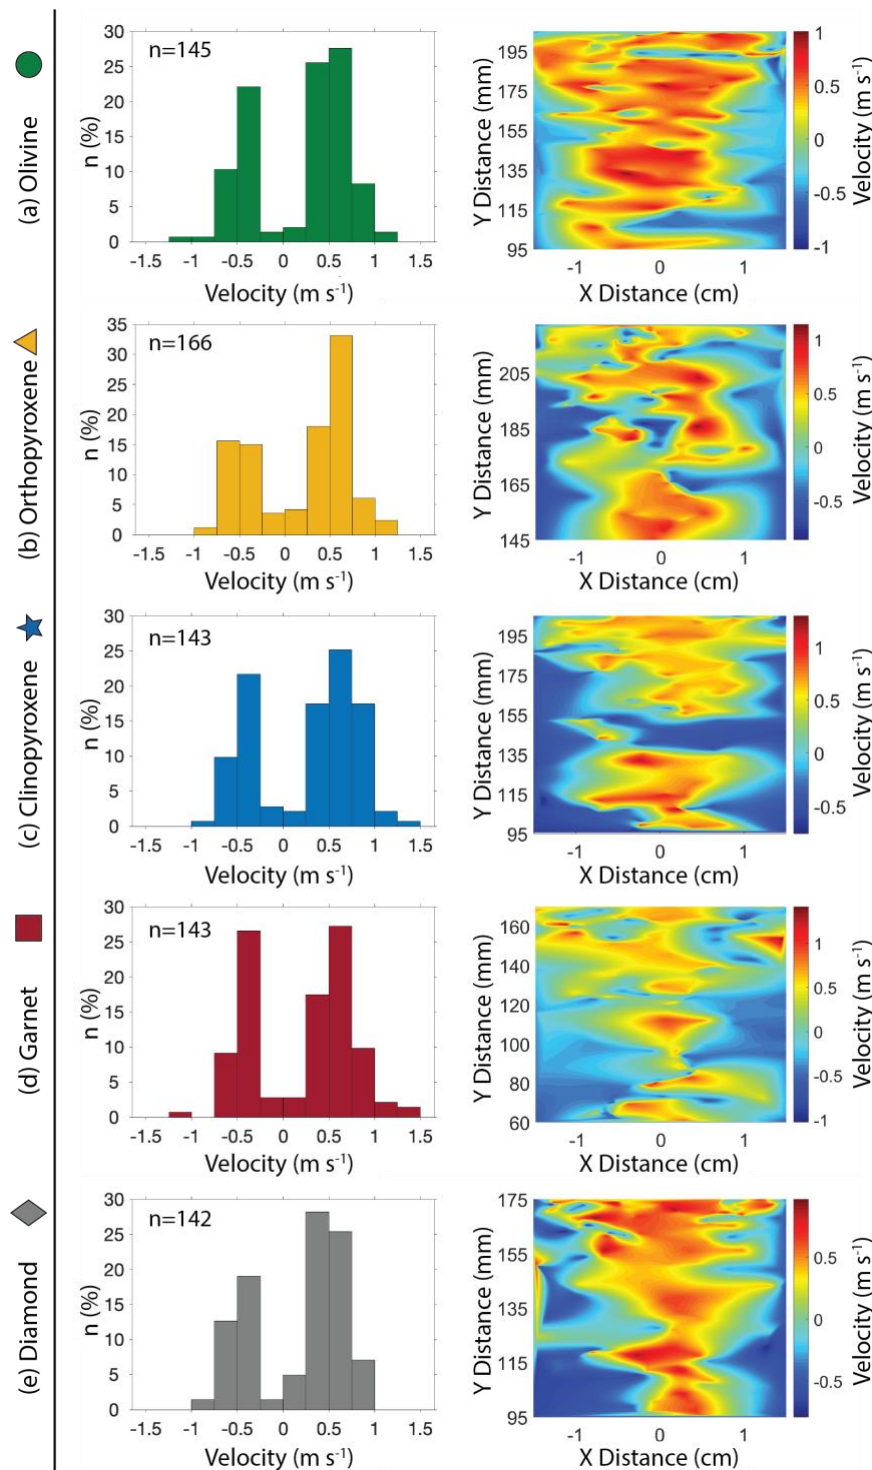 (a) Olivine
n=145
n (%)
30
25
20
15
10
5
0
-1.5 -1 -0.5 0 0.5 1 1.5
Velocity (m s⁻¹)
Y Distance (mm)
195
175
155
135
115
95
-1 0 1
X Distance (cm)
1
0.5
0
-0.5
-1
Velocity (m s⁻¹)
(b) Orthopyroxene
n=166
n (%)
35
30
25
20
15
10
5
0
-1.5 -1 -0.5 0 0.5 1 1.5
Velocity (m s⁻¹)
Y Distance (mm)
205
185
165
145
-1 0 1
X Distance (cm)
1
0.5
0
-0.5
Velocity (m s⁻¹)
(c) Clinopyroxene
n=143
n (%)
30
25
20
15
10
5
0
-1.5 -1 -0.5 0 0.5 1 1.5
Velocity (m s⁻¹)
Y Distance (mm)
195
175
155
135
115
95
-1 0 1
X Distance (cm)
1
0.5
0
-0.5
Velocity (m s⁻¹)
(d) Garnet
n=143
n (%)
30
25
20
15
10
5
0
-1.5 -1 -0.5 0 0.5 1 1.5
Velocity (m s⁻¹)
Y Distance (mm)
160
140
120
100
80
60
-1 0 1
X Distance (cm)
1
0.5
0
-0.5
-1
Velocity (m s⁻¹)
(e) Diamond
n=142
n (%)
30
25
20
15
10
5
0
-1.5 -1 -0.5 0 0.5 1 1.5
Velocity (m s⁻¹)
Y Distance (mm)
175
155
135
115
95
-1 0 1
X Distance (cm)
0.5
0
-0.5
Velocity (m s⁻¹)